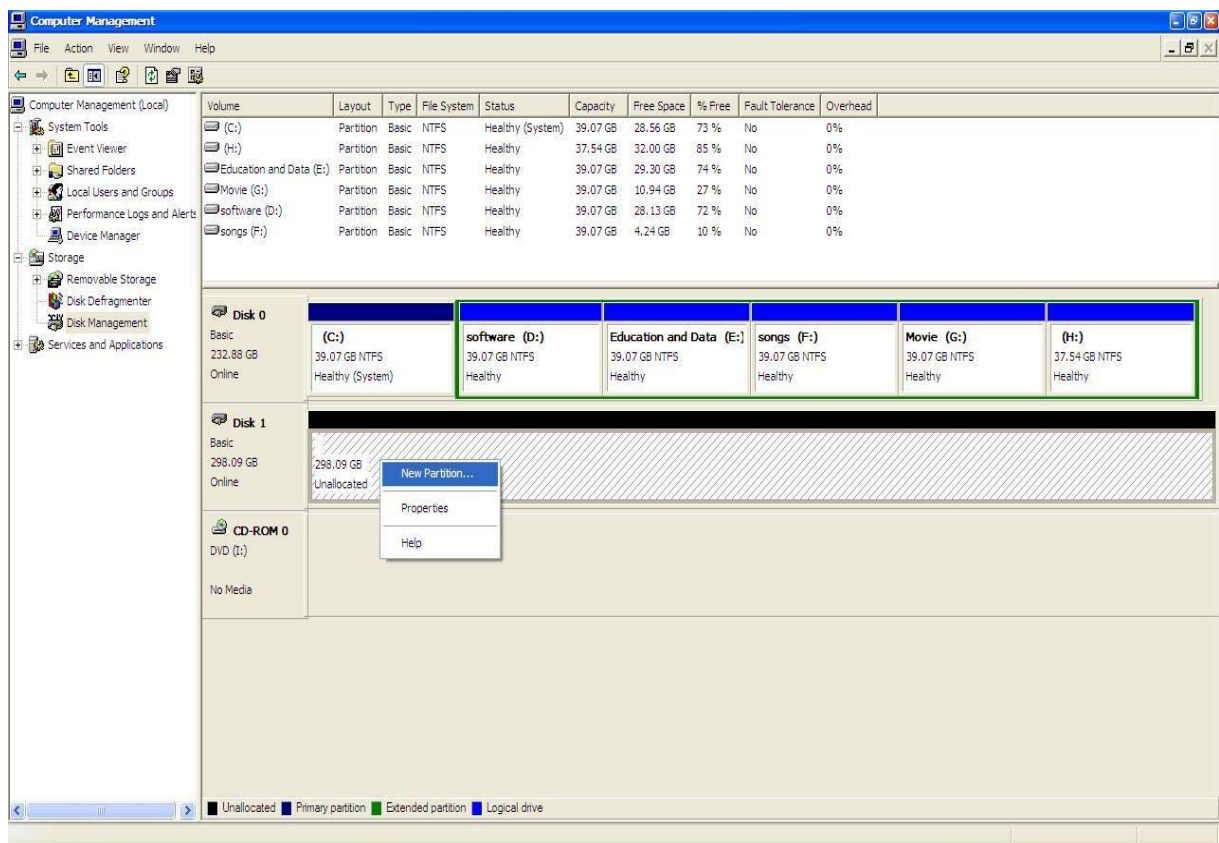 Computer Management
File Action View Window Help
Computer Management (Local)
System Tools
Event Viewer
Shared Folders
Local Users and Groups
Performance Logs and Alerts
Device Manager
Storage
Removable Storage
Disk Defragmenter
Disk Management
Services and Applications
Volume Layout Type File System Status Capacity Free Space % Free Fault Tolerance Overhead
(C:) Partition Basic NTFS Healthy (System) 39.07 GB 28.56 GB 73 % No 0%
(H:) Partition Basic NTFS Healthy 37.54 GB 32.00 GB 85 % No 0%
Education and Data (E:) Partition Basic NTFS Healthy 39.07 GB 29.30 GB 74 % No 0%
Movie (G:) Partition Basic NTFS Healthy 39.07 GB 10.94 GB 27 % No 0%
software (D:) Partition Basic NTFS Healthy 39.07 GB 28.13 GB 72 % No 0%
songs (F:) Partition Basic NTFS Healthy 39.07 GB 4.24 GB 10 % No 0%
Disk 0
Basic
232.88 GB
Online
(C:)
39.07 GB NTFS
Healthy (System)
software (D:)
39.07 GB NTFS
Healthy
Education and Data (E:)
39.07 GB NTFS
Healthy
songs (F:)
39.07 GB NTFS
Healthy
Movie (G:)
39.07 GB NTFS
Healthy
(H:)
37.54 GB NTFS
Healthy
Disk 1
Basic
298.09 GB
Online
298.09 GB
Unallocated
New Partition...
Properties
Help
CD-ROM 0
DVD (I:)
No Media
Unallocated Primary partition Extended partition Logical drive